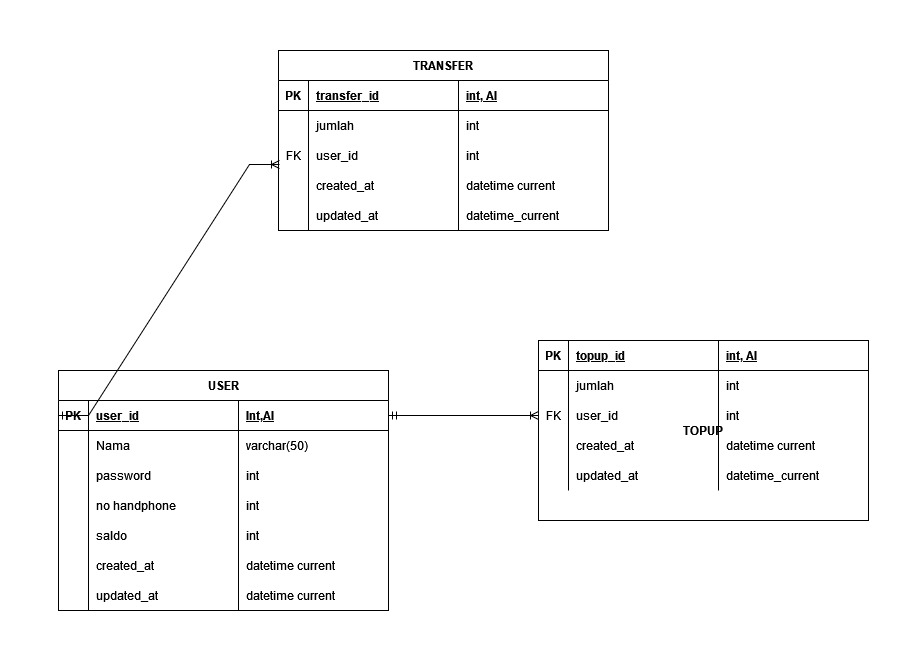 TRANSFER
PK transfer_id int, AI
jumlah int
FK user_id int
created_at datetime current
updated_at datetime_current
USER
PK user_id Int,AI
Nama varchar(50)
password int
no handphone int
saldo int
created_at datetime current
updated_at datetime current
PK topup_id int, AI
jumlah int
FK user_id int
TOPUP
created_at datetime current
updated_at datetime_current